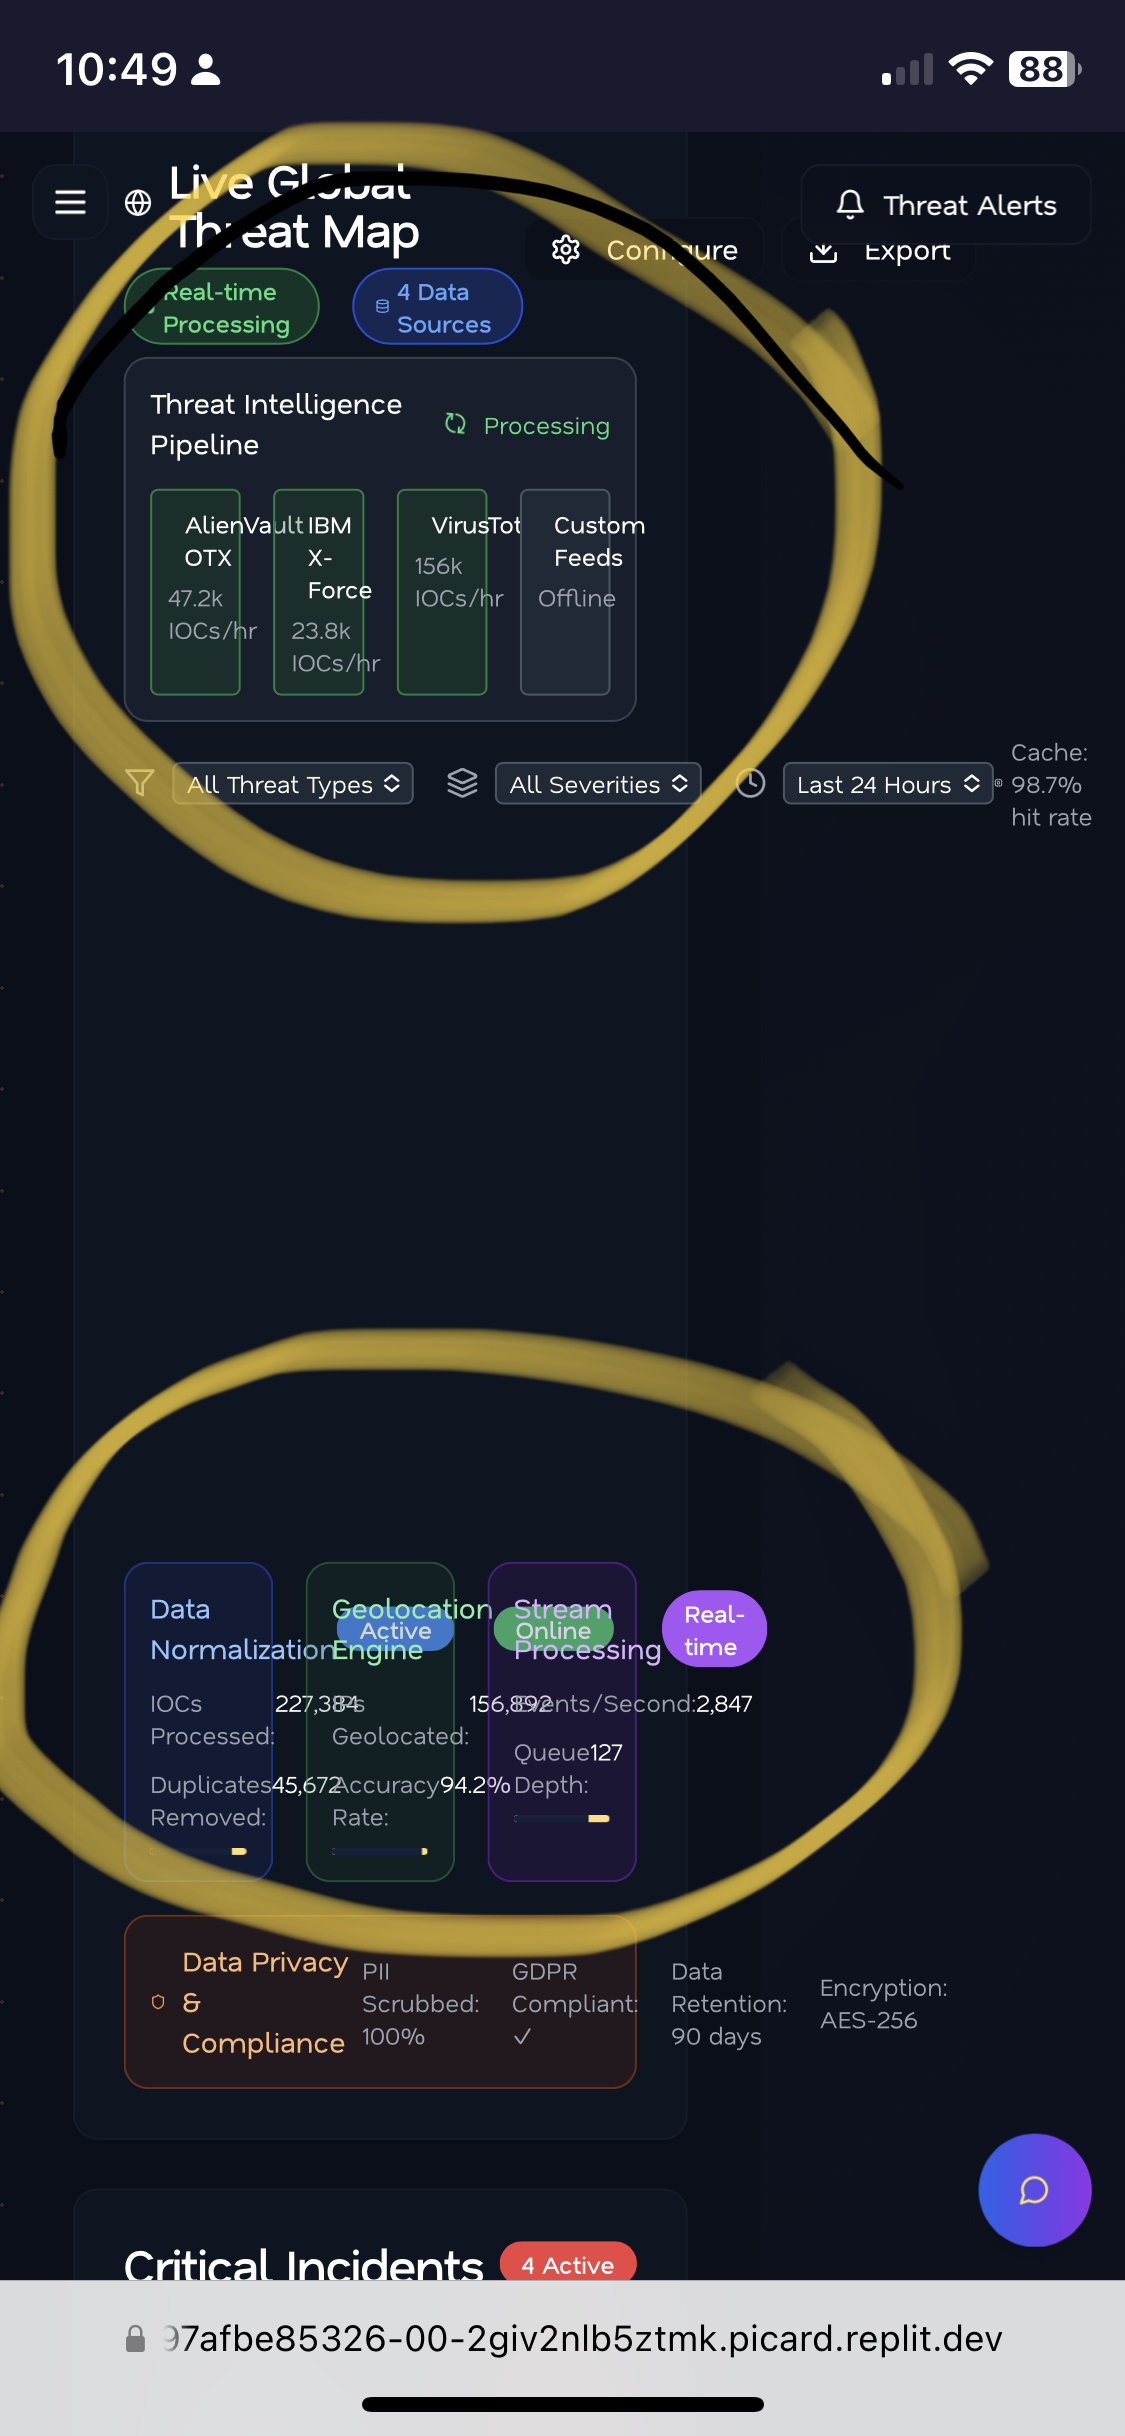 10:49
88
Live Global
Threat Map
Threat Alerts
Configure
Export
Real-time
Processing
4 Data
Sources
Threat Intelligence
Pipeline
Processing
AlienVault
OTX
47.2k
IOCs/hr
IBM
X-
Force
23.8k
IOCs/hr
VirusTot
156k
IOCs/hr
Custom
Feeds
Offline
All Threat Types
All Severities
Last 24 Hours
Cache:
98.7%
hit rate
Data
Normalization
Active
IOCs
Processed:
227,384
Duplicates
Removed:
45,672
Geolocation
Engine
Online
IPs
Geolocated:
156,892
Accuracy
Rate:
94.2%
Stream
Processing
Real-
time
Events/Second:
2,847
Queue
Depth:
127
Data Privacy
&
Compliance
PII
Scrubbed:
100%
GDPR
Compliant:
✓
Data
Retention:
90 days
Encryption:
AES-256
Critical Incidents
4 Active
97afbe85326-00-2giv2nlb5ztmk.picard.replit.dev